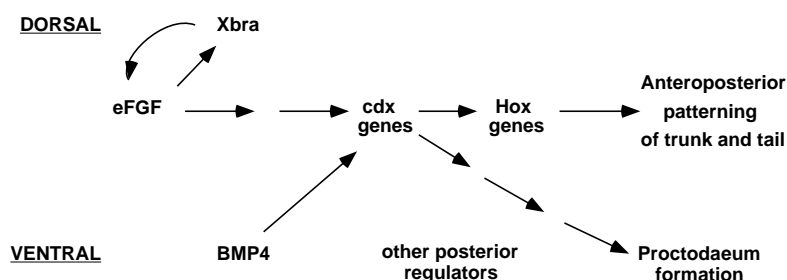 DORSAL
Xbra
eFGF
cdx
genes
Hox
genes
Anteroposterior
patterning
of trunk and tail
VENTRAL
BMP4
other posterior
regulators
Proctodaeum
formation